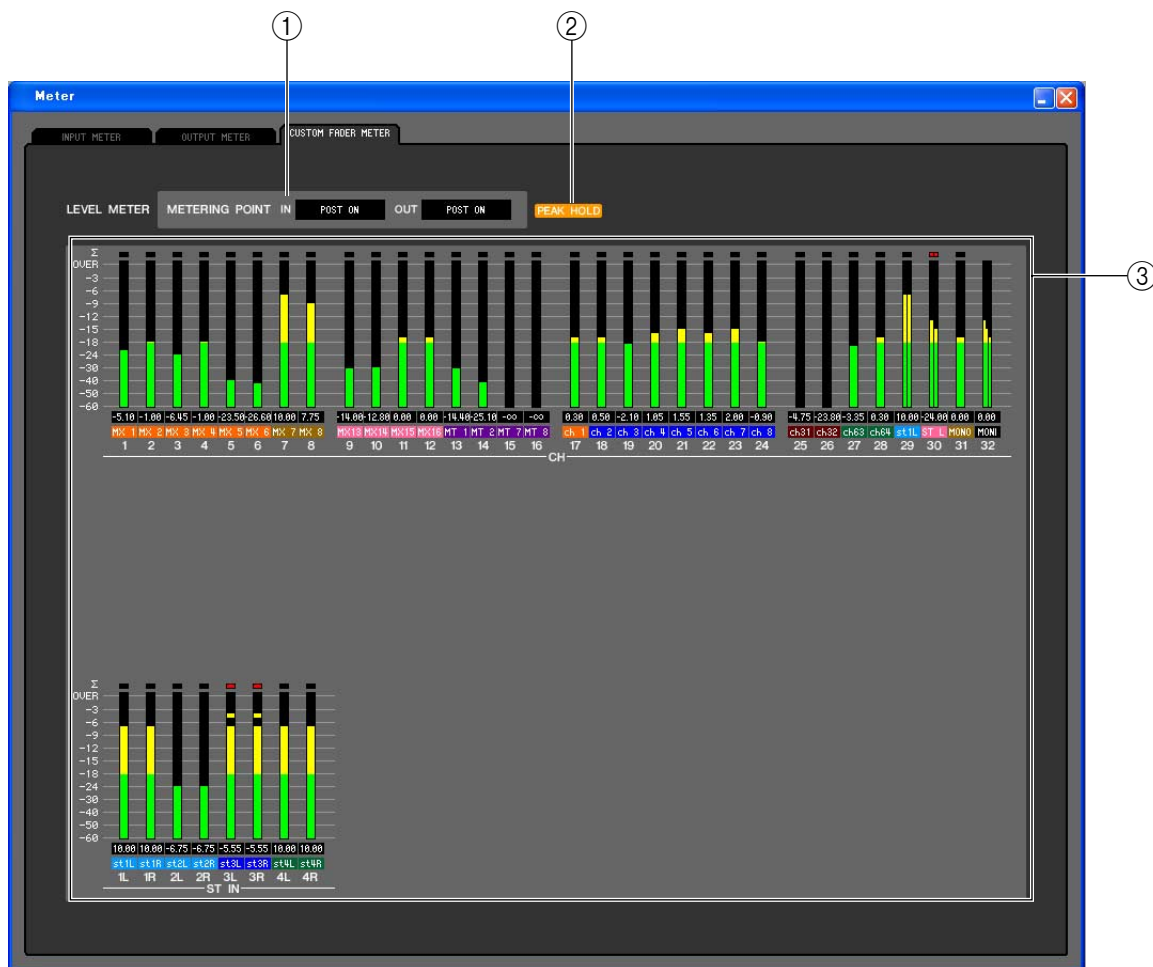 ① ②
Meter
INPUT METER OUTPUT METER CUSTOM FADER METER
LEVEL METER METERING POINT IN POST ON OUT POST ON PEAK HOLD
③
Σ
OVER
-3
-6
-9
-12
-15
-18
-24
-30
-40
-50
-60
-5.10 -1.00 -6.45 -1.00 -23.50 -26.60 10.00 7.75 -14.00 -12.80 0.00 0.00 -14.40 -25.10 -∞ -∞ 0.30 0.50 -2.10 1.05 1.55 1.35 2.00 -0.90 -4.75 -23.80 -3.35 0.30 10.00 -24.00 0.00 0.00
MX 1 MX 2 MX 3 MX 4 MX 5 MX 6 MX 7 MX 8 MX13 MX14 MX15 MX16 MT 1 MT 2 MT 7 MT 8 ch 1 ch 2 ch 3 ch 4 ch 5 ch 6 ch 7 ch 8 ch31 ch32 ch63 ch64 st1L ST L MONO MONI
1 2 3 4 5 6 7 8 9 10 11 12 13 14 15 16 17 18 19 20 21 22 23 24 25 26 27 28 29 30 31 32
CH
Σ
OVER
-3
-6
-9
-12
-15
-18
-24
-30
-40
-50
-60
10.00 10.00 -6.75 -6.75 -5.55 -5.55 10.00 10.00
st1L st1R st2L st2R st3L st3R st4L st4R
1L 1R 2L 2R 3L 3R 4L 4R
ST IN